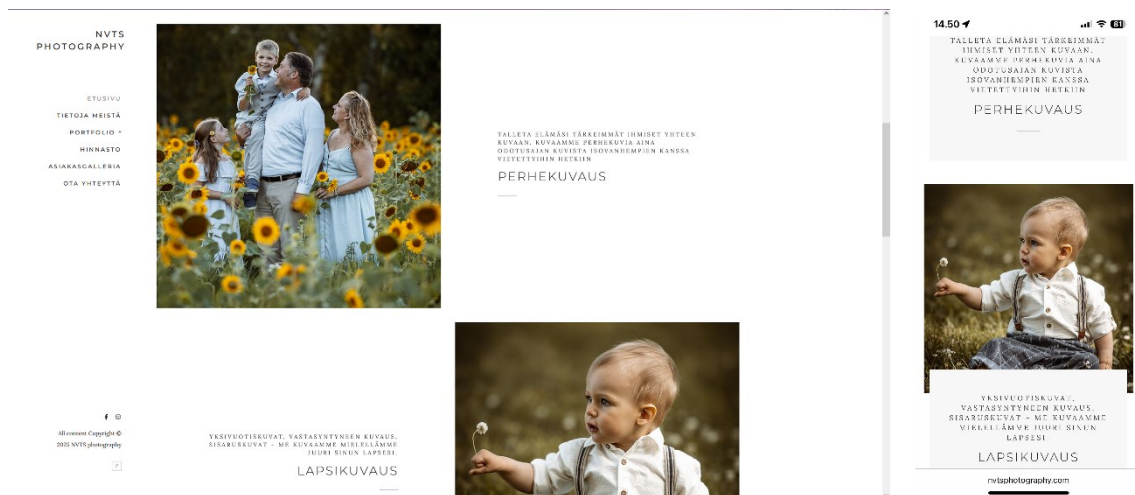 NVTS
PHOTOGRAPHY
ETUSIVU
TIETOJA MEISTÄ
PORTFOLIO
HINNASTO
ASIAKASGALLERIA
OTA YHTEYTTÄ
All content Copyright ©
2025 NVTS photography
TALLETA ELÄMÄSI TÄRKEIMMÄT IHMISET YHTEEN
KUVAAN. KUVAAMME PERHEKUVIA AINA
ODOTUSAJAN KUVISTA ISOVANHEMPIEN KANSSA
VIETETTYIHIN HETKIIN
PERHEKUVAUS
YKSIVUOTISKUVAT, VASTASYNTYNEEN KUVAUS,
SISARUSKUVAT - ME KUVAAMME MIELELLÄMME
JUURI SINUN LAPSESI.
LAPSIKUVAUS
14.50
61
TALLETA ELÄMÄSI TÄRKEIMMÄT
IHMISET YHTEEN KUVAAN.
KUVAAMME PERHEKUVIA AINA
ODOTUSAJAN KUVISTA
ISOVANHEMPIEN KANSSA
VIETETTYIHIN HETKIIN
PERHEKUVAUS
YKSIVUOTISKUVAT,
VASTASYNTYNEEN KUVAUS,
SISARUSKUVAT - ME KUVAAMME
MIELELLÄMME JUURI SINUN
LAPSESI.
LAPSIKUVAUS
nvtsphotography.com